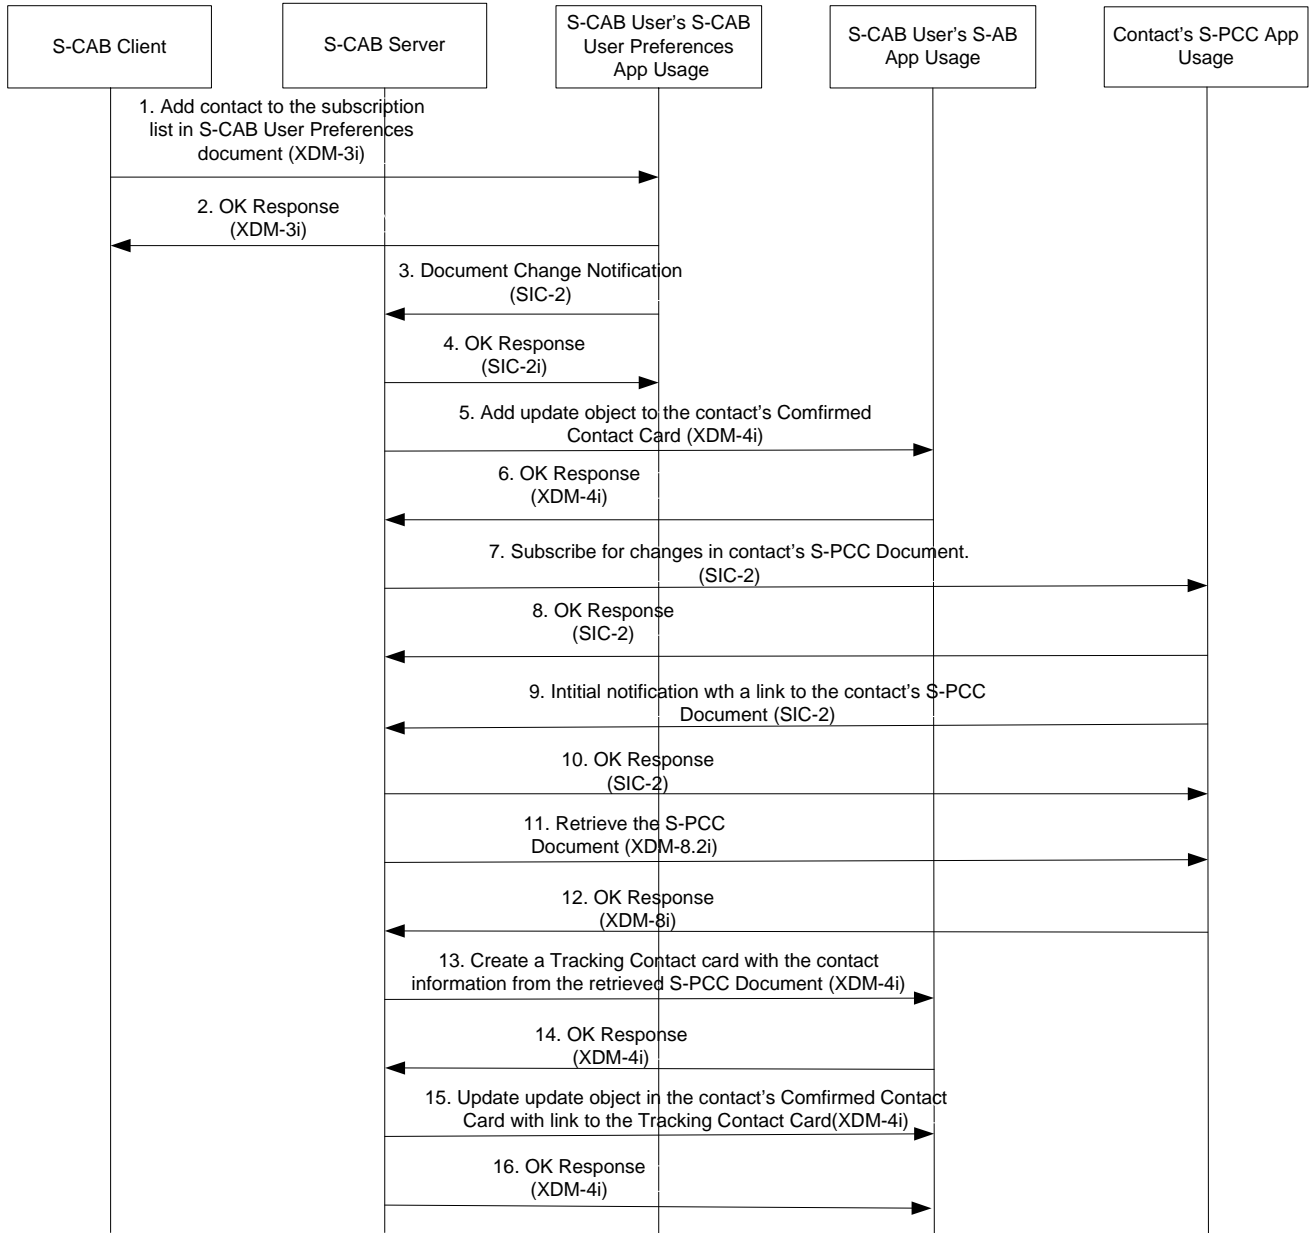 S-CAB Client
S-CAB Server
S-CAB User's S-CAB
User Preferences
App Usage
S-CAB User's S-AB
App Usage
Contact's S-PCC App
Usage
1. Add contact to the subscription
list in S-CAB User Preferences
document (XDM-3i)
2. OK Response
(XDM-3i)
3. Document Change Notification
(SIC-2)
4. OK Response
(SIC-2i)
5. Add update object to the contact's Comfirmed
Contact Card (XDM-4i)
6. OK Response
(XDM-4i)
7. Subscribe for changes in contact's S-PCC Document.
(SIC-2)
8. OK Response
(SIC-2)
9. Intitial notification wth a link to the contact's S-PCC
Document (SIC-2)
10. OK Response
(SIC-2)
11. Retrieve the S-PCC
Document (XDM-8.2i)
12. OK Response
(XDM-8i)
13. Create a Tracking Contact card with the contact
information from the retrieved S-PCC Document (XDM-4i)
14. OK Response
(XDM-4i)
15. Update update object in the contact's Comfirmed Contact
Card with link to the Tracking Contact Card(XDM-4i)
16. OK Response
(XDM-4i)